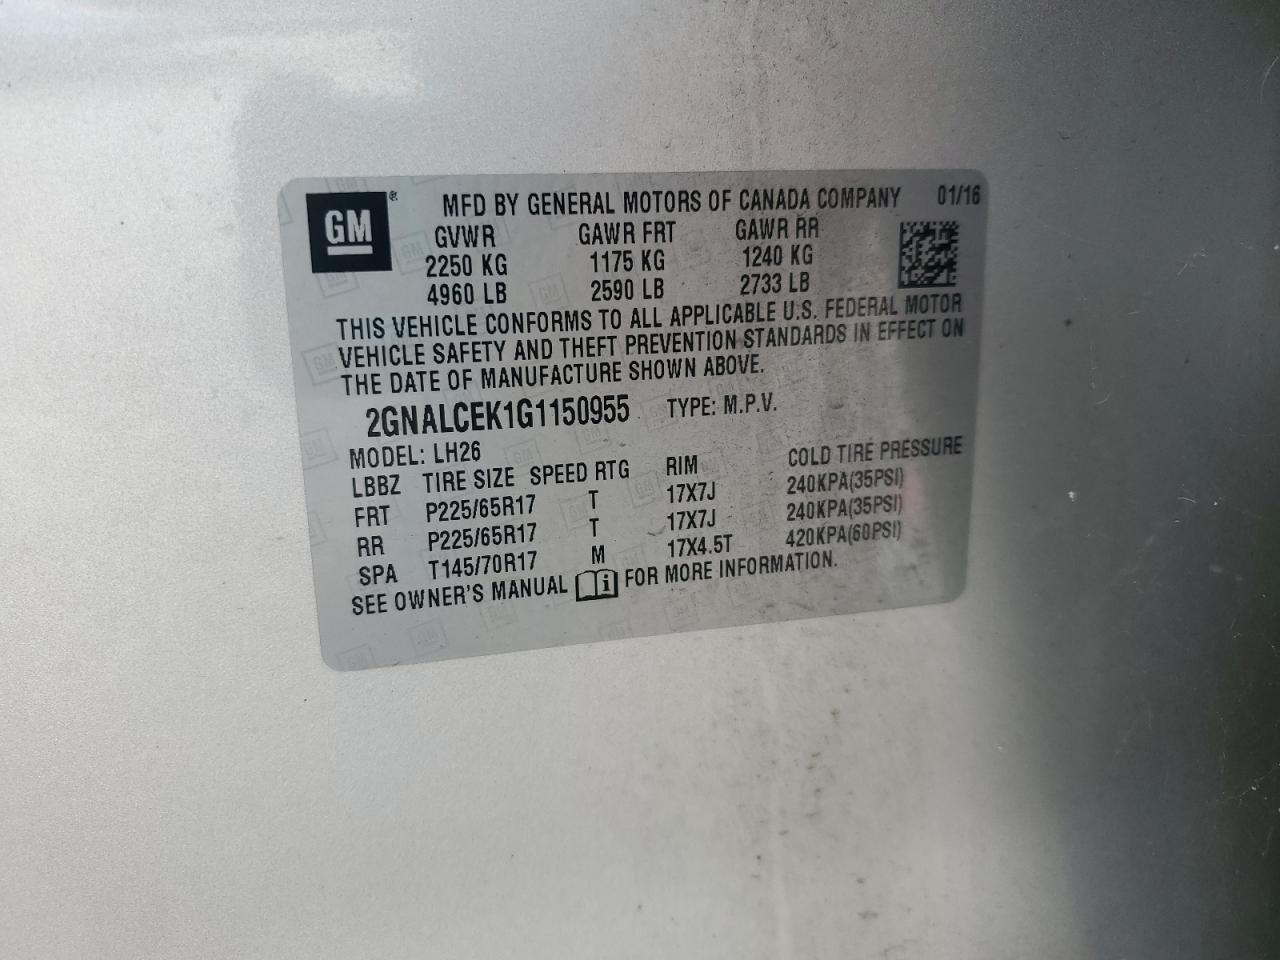 GM ® MFD BY GENERAL MOTORS OF CANADA COMPANY 01/16
GVWR GAWR FRT GAWR RR
2250 KG 1175 KG 1240 KG
4960 LB 2590 LB 2733 LB
THIS VEHICLE CONFORMS TO ALL APPLICABLE U.S. FEDERAL MOTOR
VEHICLE SAFETY AND THEFT PREVENTION STANDARDS IN EFFECT ON
THE DATE OF MANUFACTURE SHOWN ABOVE.
2GNALCEK1G1150955 TYPE: M.P.V.
MODEL: LH26
LBBZ TIRE SIZE SPEED RTG RIM COLD TIRE PRESSURE
FRT P225/65R17 T 17X7J 240KPA(35PSI)
RR P225/65R17 T 17X7J 240KPA(35PSI)
SPA T145/70R17 M 17X4.5T 420KPA(60PSI)
SEE OWNER'S MANUAL i FOR MORE INFORMATION.